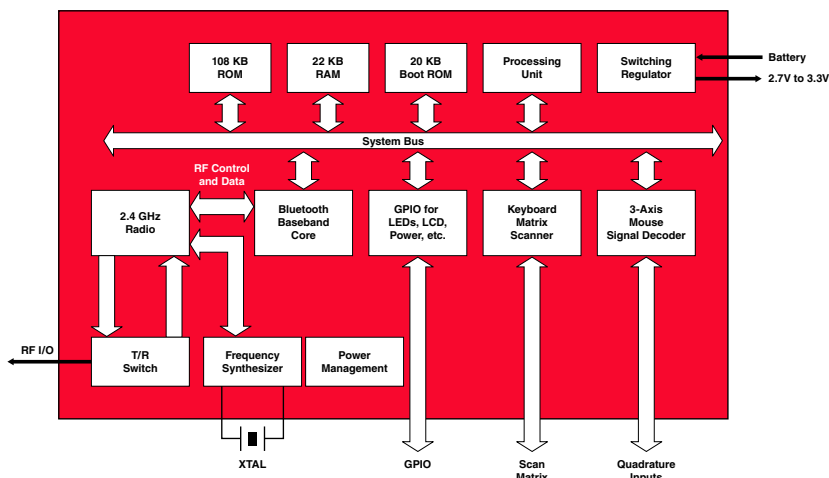 108 KB
ROM
22 KB
RAM
20 KB
Boot ROM
Processing
Unit
Switching
Regulator
Battery
2.7V to 3.3V
System Bus
RF Control
and Data
2.4 GHz
Radio
Bluetooth
Baseband
Core
GPIO for
LEDs, LCD,
Power, etc.
Keyboard
Matrix
Scanner
3-Axis
Mouse
Signal Decoder
RF I/O
T/R
Switch
Frequency
Synthesizer
Power
Management
XTAL
GPIO
Scan
Matrix
Quadrature
Inputs